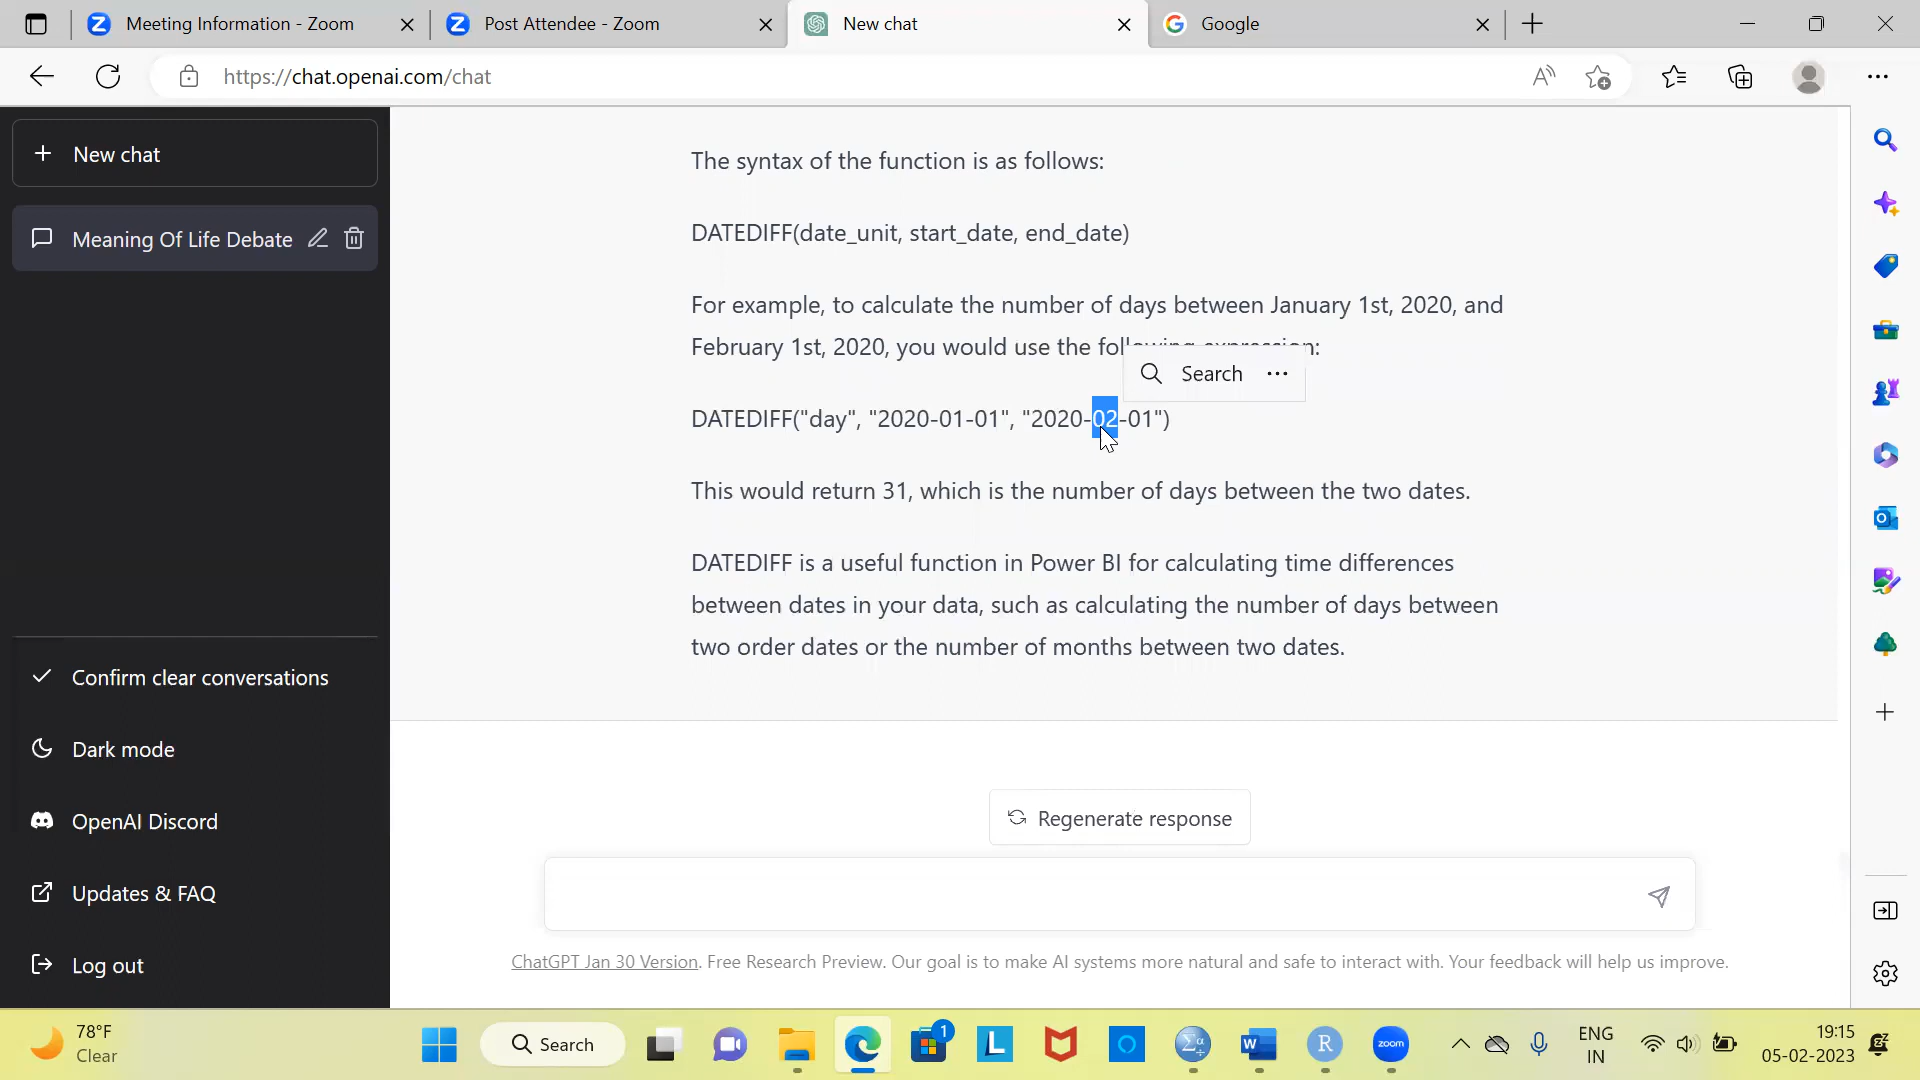 Meeting Information - Zoom
Post Attendee - Zoom
New chat
Google
https://chat.openai.com/chat
New chat
Meaning Of Life Debate
The syntax of the function is as follows:
DATEDIFF(date_unit, start_date, end_date)
For example, to calculate the number of days between January 1st, 2020, and
February 1st, 2020, you would use the following expression:
Search
DATEDIFF("day", "2020-01-01", "2020-02-01")
This would return 31, which is the number of days between the two dates.
DATEDIFF is a useful function in Power BI for calculating time differences
between dates in your data, such as calculating the number of days between
two order dates or the number of months between two dates.
Confirm clear conversations
Dark mode
OpenAI Discord
Updates & FAQ
Log out
Regenerate response
ChatGPT Jan 30 Version. Free Research Preview. Our goal is to make AI systems more natural and safe to interact with. Your feedback will help us improve.
78°F
Clear
Search
1
L
W
R
zoom
ENG
IN
19:15
05-02-2023